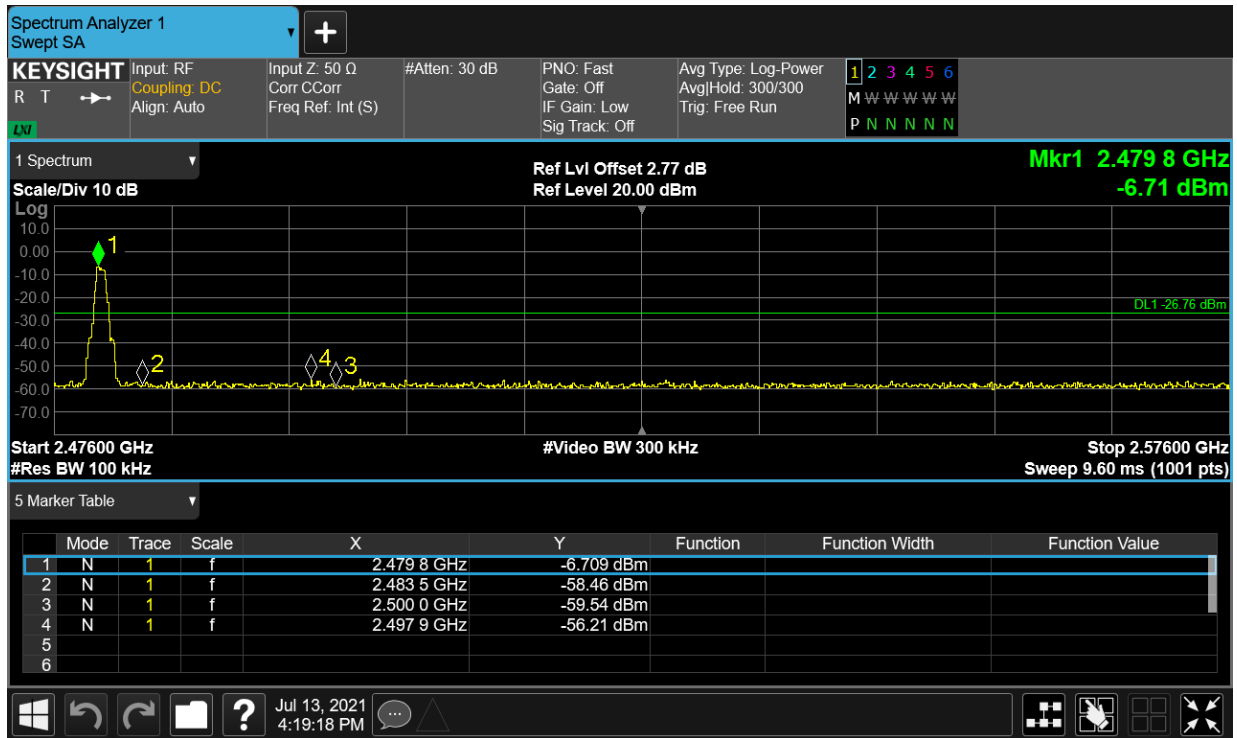 Spectrum Analyzer 1
Swept SA
KEYSIGHT
R T
LXI
Input: RF
Coupling: DC
Align: Auto
Input Z: 50 Ω
Corr CCorr
Freq Ref: Int (S)
#Atten: 30 dB
PNO: Fast
Gate: Off
IF Gain: Low
Sig Track: Off
Avg Type: Log-Power
Avg|Hold: 300/300
Trig: Free Run
1 2 3 4 5 6
M W W W W W
P N N N N N
1 Spectrum
Scale/Div 10 dB
Ref Lvl Offset 2.77 dB
Ref Level 20.00 dBm
Mkr1 2.479 8 GHz
-6.71 dBm
Log
10.0
0.00
-10.0
-20.0
-30.0
-40.0
-50.0
-60.0
-70.0
1
2
4
3
DL1 -26.76 dBm
Start 2.47600 GHz
#Video BW 300 kHz
Stop 2.57600 GHz
#Res BW 100 kHz
Sweep 9.60 ms (1001 pts)
5 Marker Table
Mode Trace Scale X Y Function Function Width Function Value
1 N 1 f 2.479 8 GHz -6.709 dBm
2 N 1 f 2.483 5 GHz -58.46 dBm
3 N 1 f 2.500 0 GHz -59.54 dBm
4 N 1 f 2.497 9 GHz -56.21 dBm
5
6
?
Jul 13, 2021
4:19:18 PM